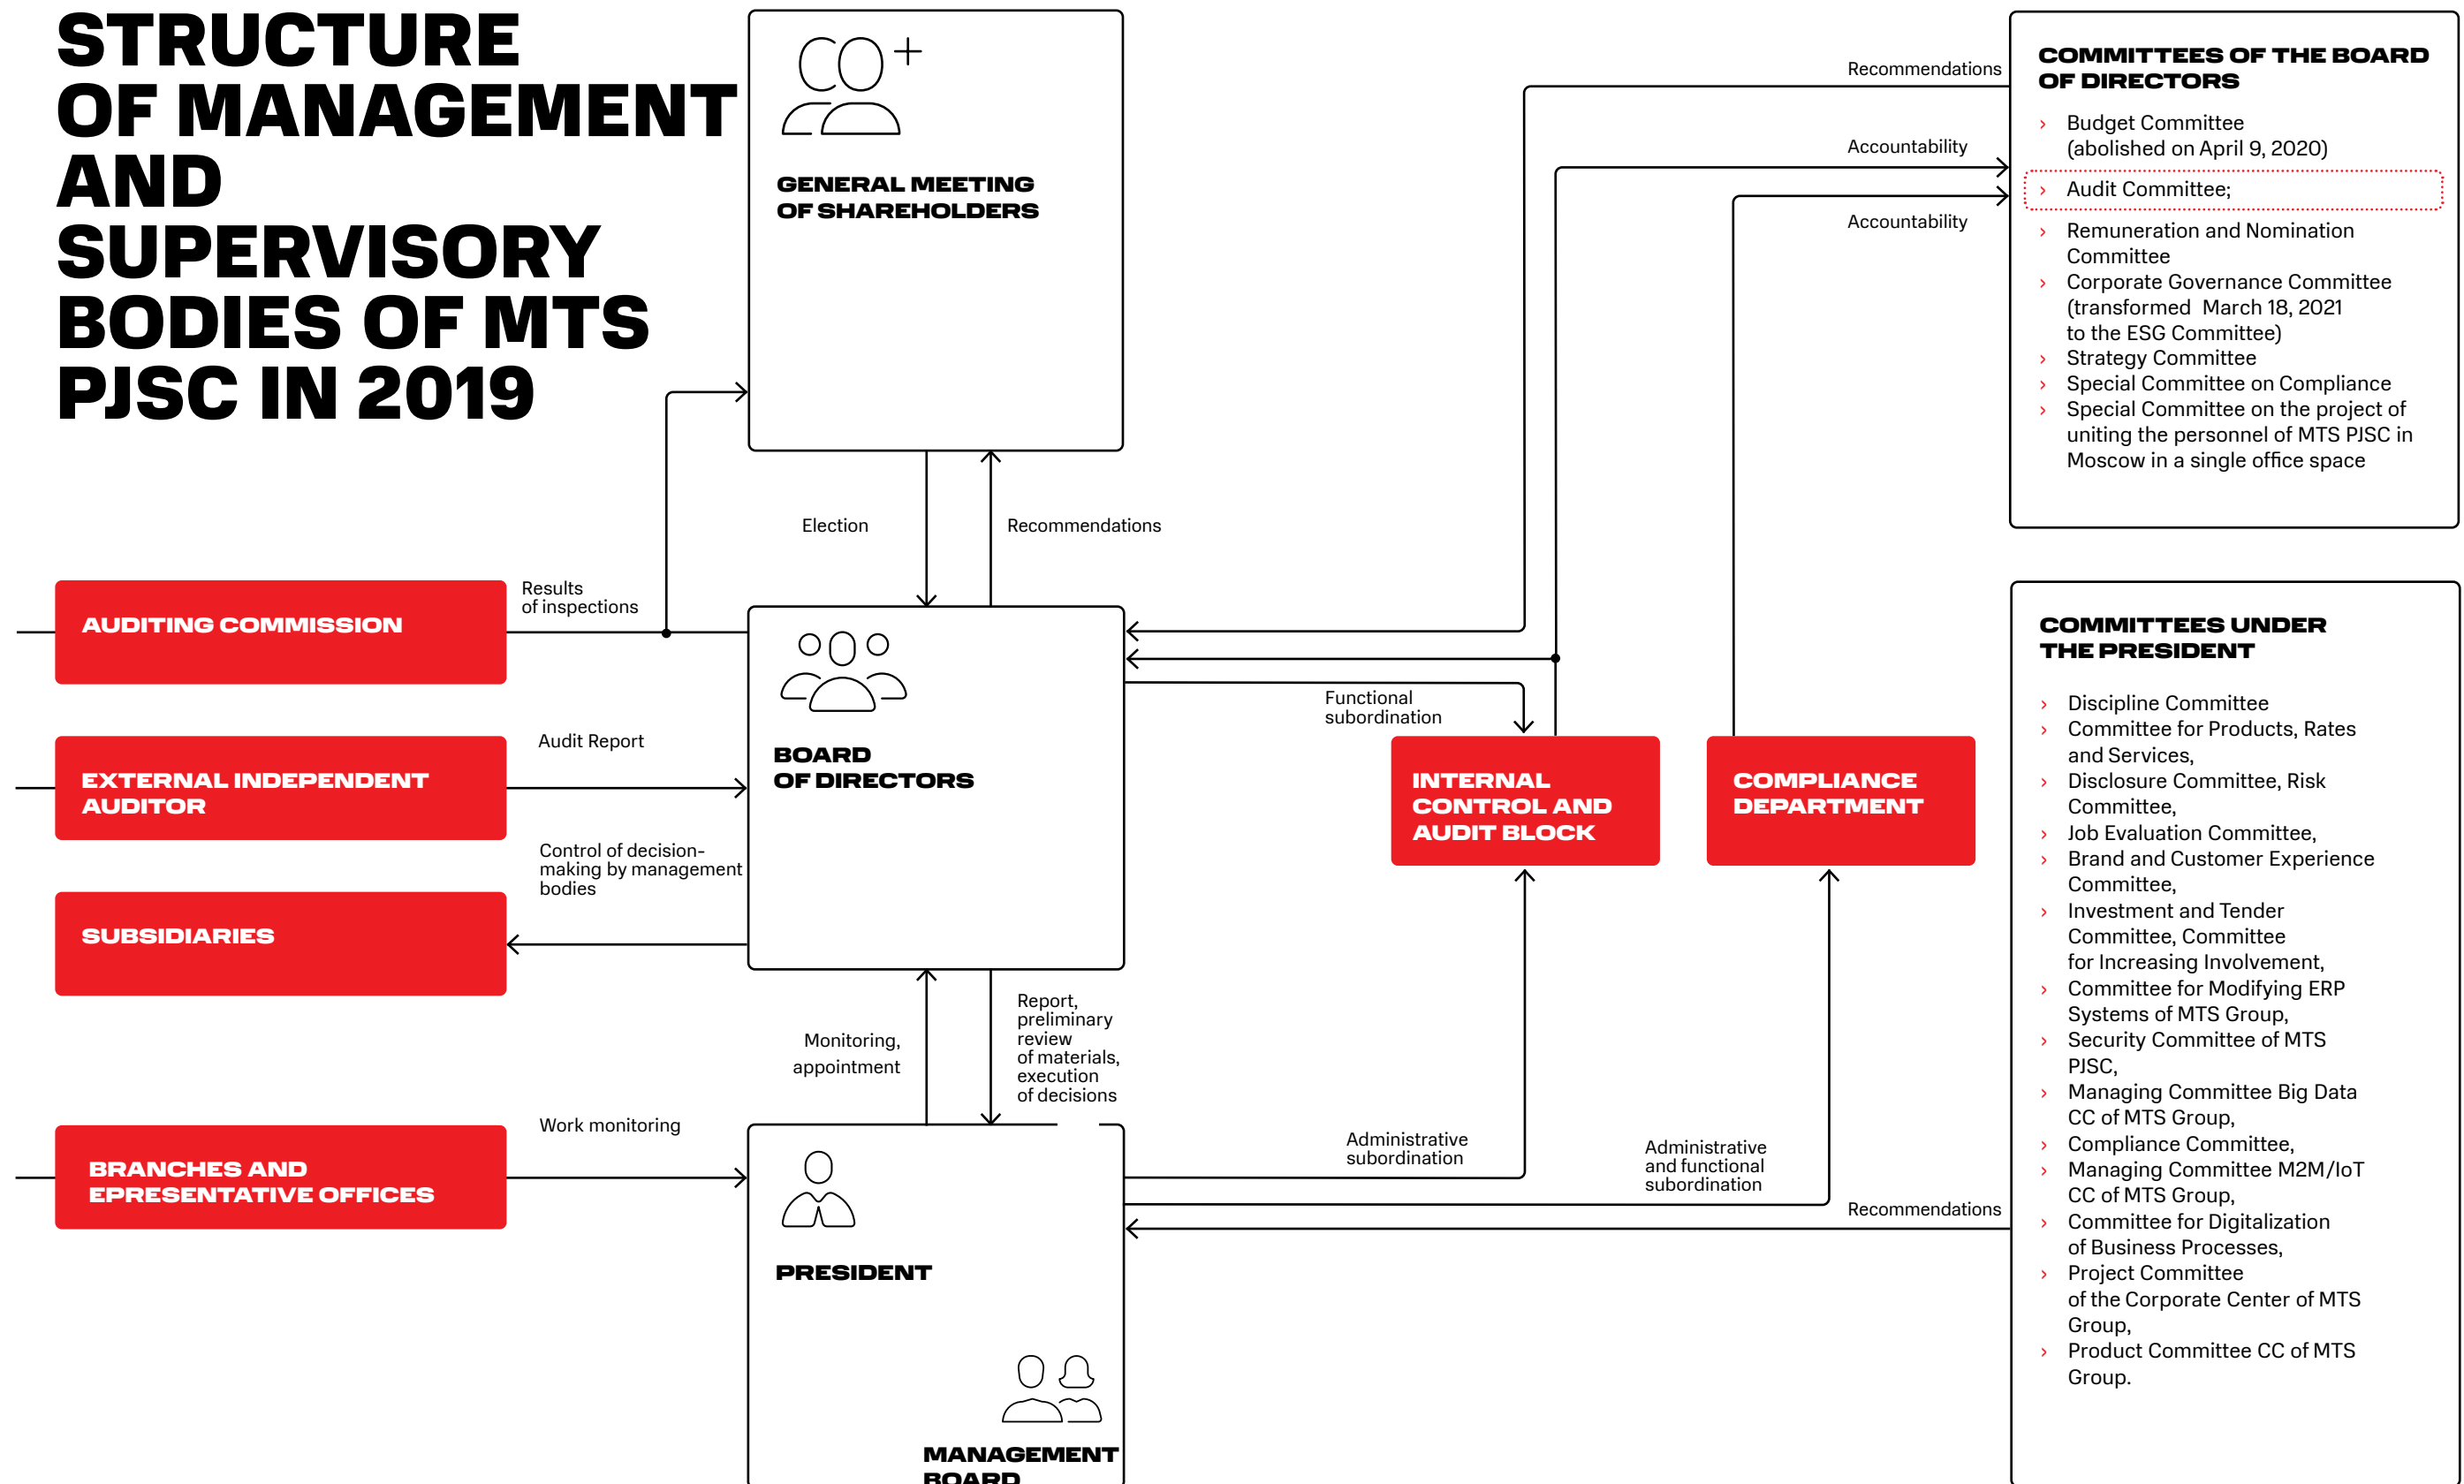 STRUCTURE
OF MANAGEMENT
AND
SUPERVISORY
BODIES OF MTS
PJSC IN 2019
GENERAL MEETING
OF SHAREHOLDERS
Recommendations
Accountability
Accountability
COMMITTEES OF THE BOARD
OF DIRECTORS
› Budget Committee
(abolished on April 9, 2020)
› Audit Committee;
› Remuneration and Nomination
Committee
› Corporate Governance Committee
(transformed March 18, 2021
to the ESG Committee)
› Strategy Committee
› Special Committee on Compliance
› Special Committee on the project of
uniting the personnel of MTS PJSC in
Moscow in a single office space
Election
Recommendations
AUDITING COMMISSION
Results
of inspections
EXTERNAL INDEPENDENT
AUDITOR
Audit Report
SUBSIDIARIES
Control of decision-
making by management
bodies
BOARD
OF DIRECTORS
Functional
subordination
INTERNAL
CONTROL AND
AUDIT BLOCK
COMPLIANCE
DEPARTMENT
Monitoring,
appointment
Report,
preliminary
review
of materials,
execution
of decisions
BRANCHES AND
EPRESENTATIVE OFFICES
Work monitoring
PRESIDENT
MANAGEMENT
BOARD
Administrative
subordination
Administrative
and functional
subordination
Recommendations
COMMITTEES UNDER
THE PRESIDENT
› Discipline Committee
› Committee for Products, Rates
and Services,
› Disclosure Committee, Risk
Committee,
› Job Evaluation Committee,
› Brand and Customer Experience
Committee,
› Investment and Tender
Committee, Committee
for Increasing Involvement,
› Committee for Modifying ERP
Systems of MTS Group,
› Security Committee of MTS
PJSC,
› Managing Committee Big Data
CC of MTS Group,
› Compliance Committee,
› Managing Committee M2M/IoT
CC of MTS Group,
› Committee for Digitalization
of Business Processes,
› Project Committee
of the Corporate Center of MTS
Group,
› Product Committee CC of MTS
Group.